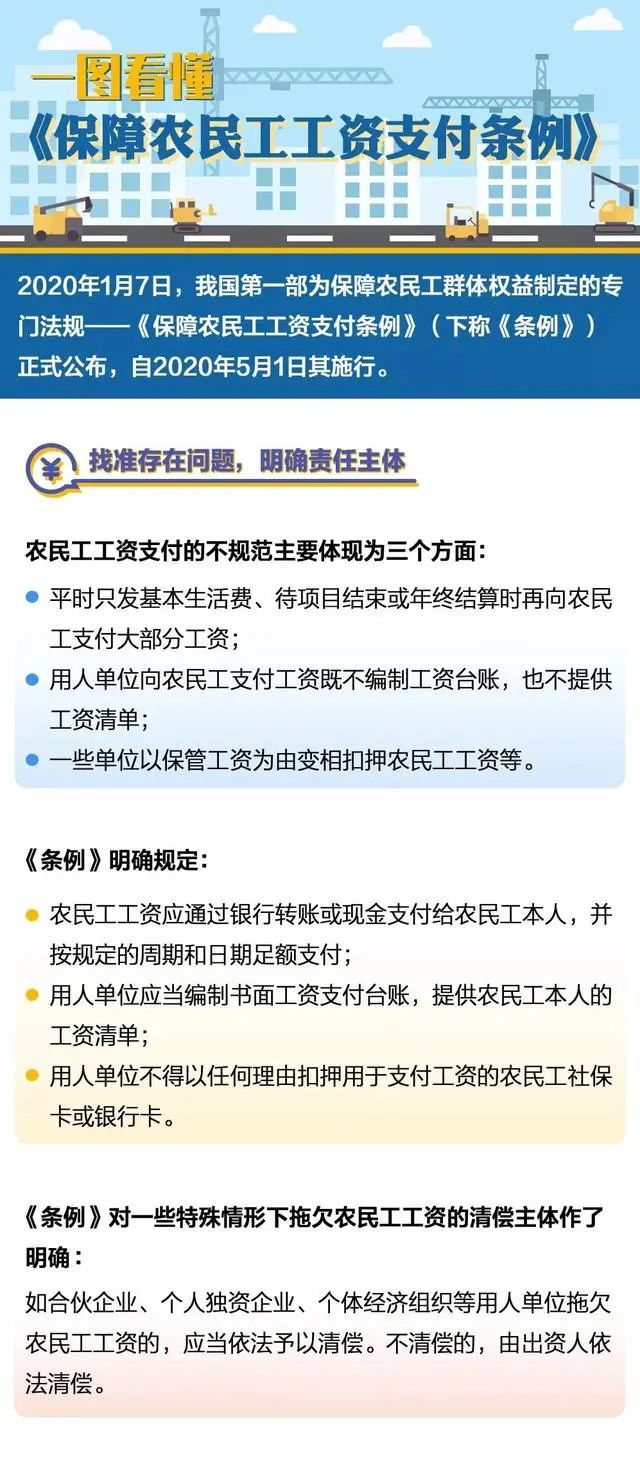 一图看懂
《保障农民工工资支付条例》
2020年1月7日，我国第一部为保障农民工群体权益制定的专
门法规——《保障农民工工资支付条例》（下称《条例》）
正式公布，自2020年5月1日其施行。
¥ 找准存在问题，明确责任主体
农民工工资支付的不规范主要体现为三个方面：
平时只发基本生活费、待项目结束或年终结算时再向农民
工支付大部分工资；
用人单位向农民工支付工资既不编制工资台账，也不提供
工资清单；
一些单位以保管工资为由变相扣押农民工工资等。
《条例》明确规定：
农民工工资应通过银行转账或现金支付给农民工本人，并
按规定的周期和日期足额支付；
用人单位应当编制书面工资支付台账，提供农民工本人的
工资清单；
用人单位不得以任何理由扣押用于支付工资的农民工社保
卡或银行卡。
《条例》对一些特殊情形下拖欠农民工工资的清偿主体作了
明确：
如合伙企业、个人独资企业、个体经济组织等用人单位拖欠
农民工工资的，应当依法予以清偿。不清偿的，由出资人依
法清偿。